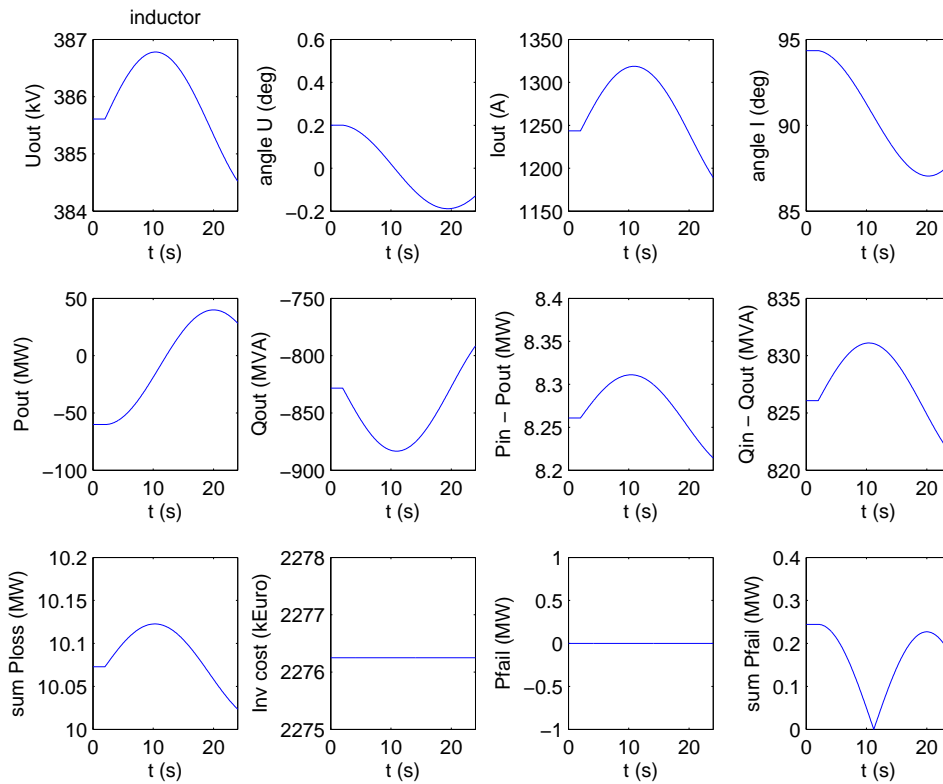 inductor
387
386
385
384
Uout (kV)
0 10 20
t (s)
0.6
0.4
0.2
0
−0.2
angle U (deg)
0 10 20
t (s)
1350
1300
1250
1200
1150
Iout (A)
0 10 20
t (s)
95
90
85
angle I (deg)
0 10 20
t (s)
50
0
−50
−100
Pout (MW)
0 10 20
t (s)
−750
−800
−850
−900
Qout (MVA)
0 10 20
t (s)
8.4
8.35
8.3
8.25
8.2
Pin − Pout (MW)
0 10 20
t (s)
835
830
825
820
Qin − Qout (MVA)
0 10 20
t (s)
10.2
10.15
10.1
10.05
10
sum Ploss (MW)
0 10 20
t (s)
2278
2277
2276
2275
Inv cost (kEuro)
0 10 20
t (s)
1
0.5
0
−0.5
−1
Pfail (MW)
0 10 20
t (s)
0.4
0.3
0.2
0.1
0
sum Pfail (MW)
0 10 20
t (s)